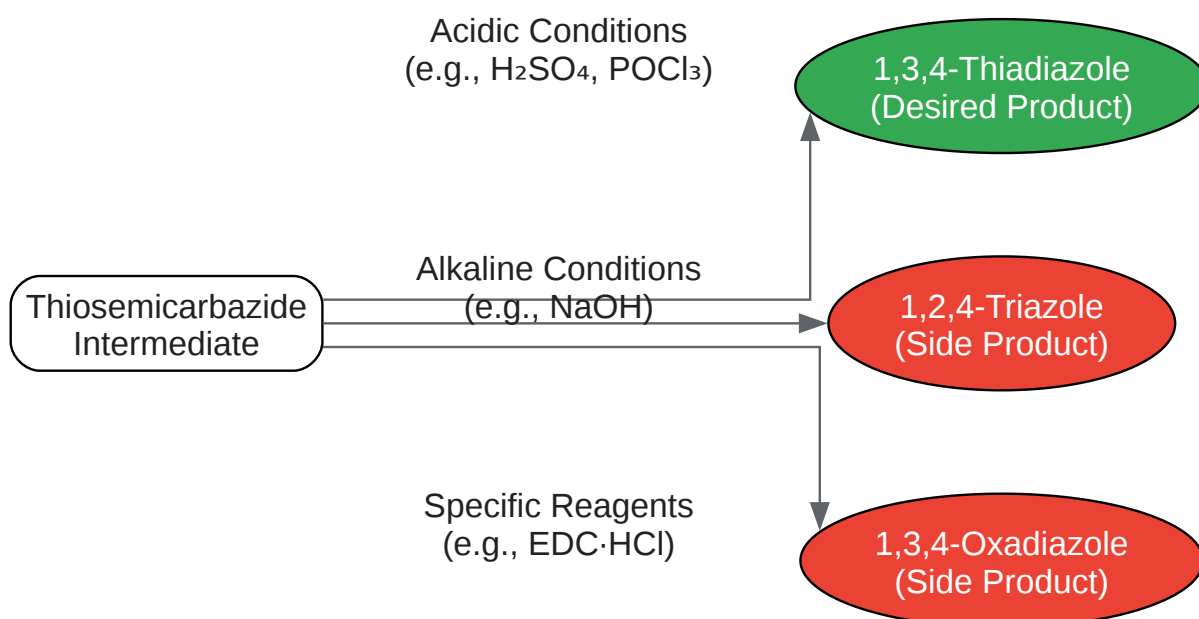 Acidic Conditions
(e.g., H₂SO₄, POCl₃)
1,3,4-Thiadiazole
(Desired Product)
Alkaline Conditions
(e.g., NaOH)
Thiosemicarbazide
Intermediate
1,2,4-Triazole
(Side Product)
Specific Reagents
(e.g., EDC·HCl)
1,3,4-Oxadiazole
(Side Product)